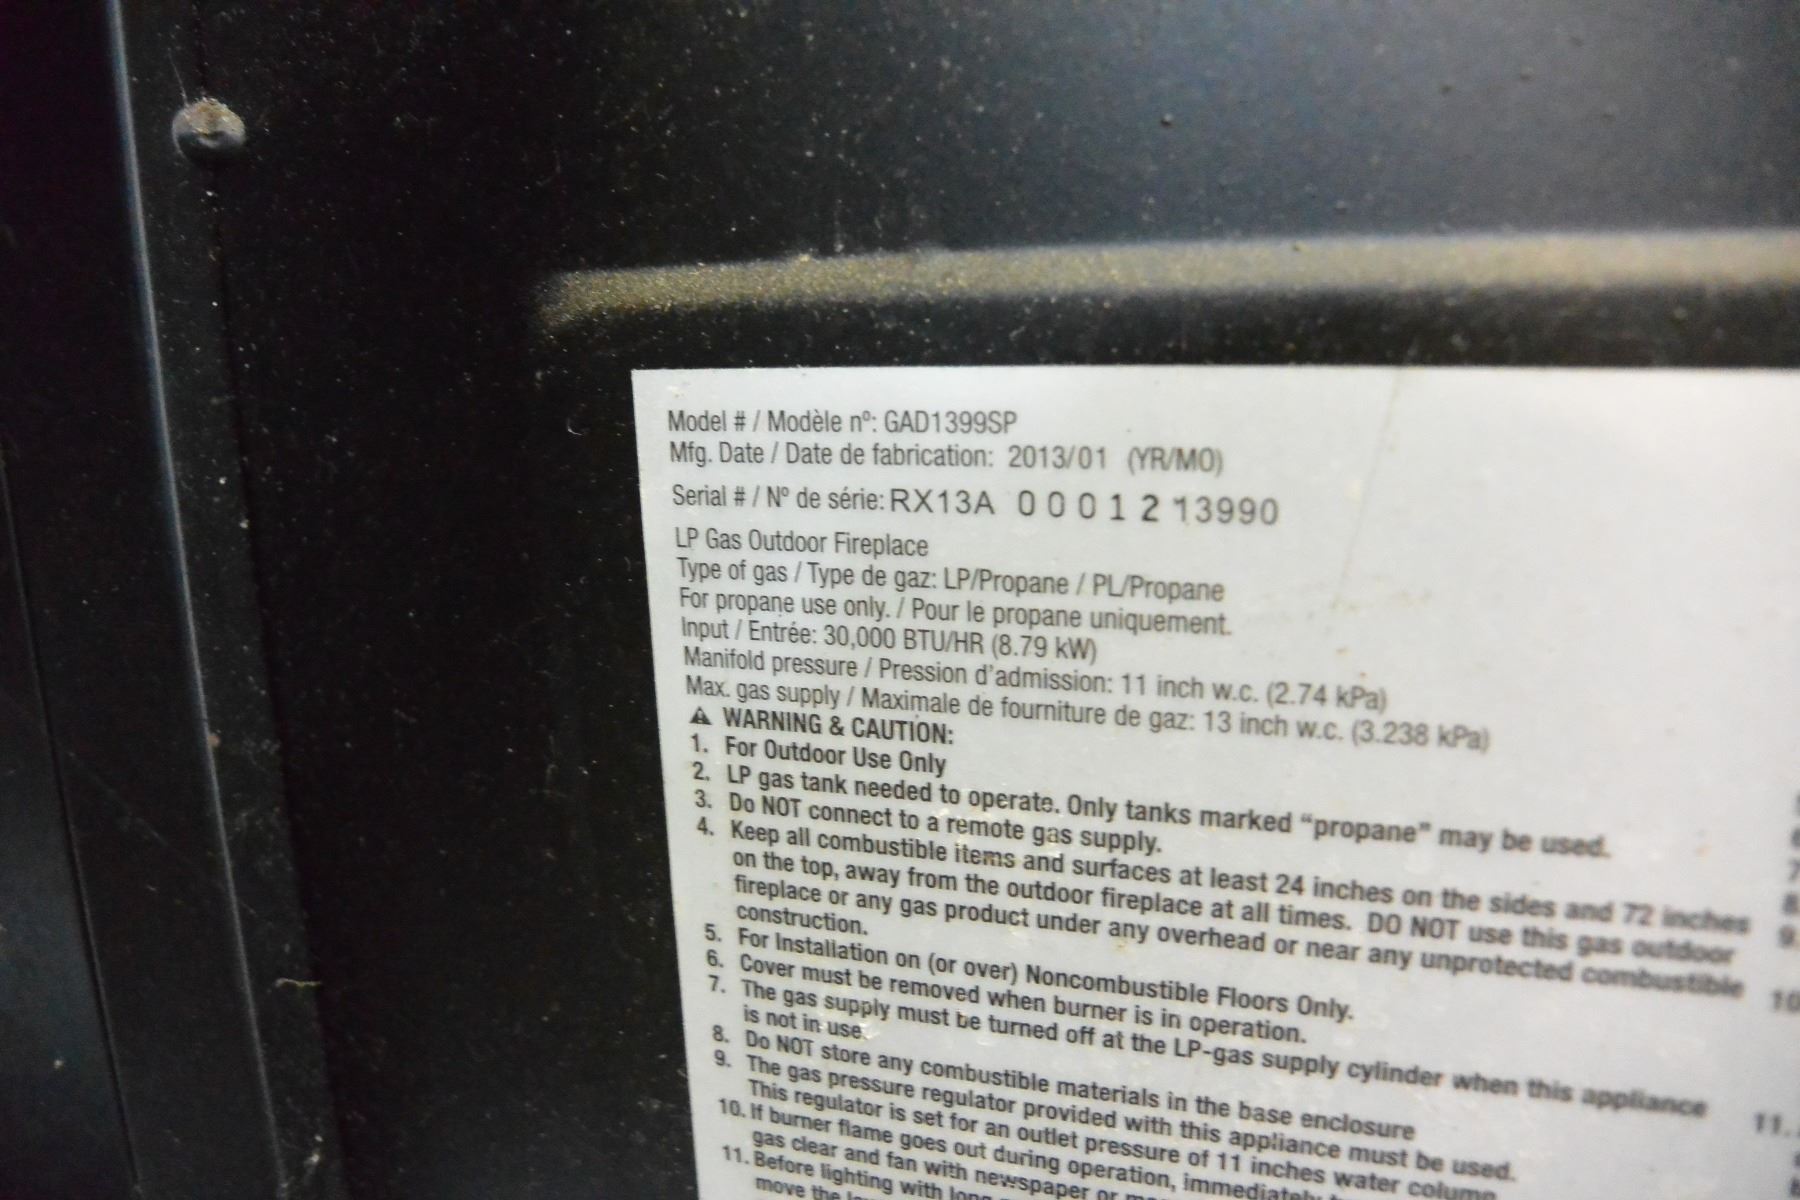 Model # / Modèle nº: GAD1399SP
Mfg. Date / Date de fabrication: 2013/01 (YR/MO)
Serial # / Nº de série: RX13A 0 0 0 1 2 13990
LP Gas Outdoor Fireplace
Type of gas / Type de gaz: LP/Propane / PL/Propane
For propane use only. / Pour le propane uniquement.
Input / Entrée: 30,000 BTU/HR (8.79 kW)
Manifold pressure / Pression d'admission: 11 inch w.c. (2.74 kPa)
Max. gas supply / Maximale de fourniture de gaz: 13 inch w.c. (3.238 kPa)
⚠ WARNING & CAUTION:
1. For Outdoor Use Only
2. LP gas tank needed to operate. Only tanks marked “propane” may be used.
3. Do NOT connect to a remote gas supply.
4. Keep all combustible items and surfaces at least 24 inches on the sides and 72 inches
on the top, away from the outdoor fireplace at all times. DO NOT use this gas outdoor
fireplace or any gas product under any overhead or near any unprotected combustible
construction.
5. For Installation on (or over) Noncombustible Floors Only.
6. Cover must be removed when burner is in operation.
7. The gas supply must be turned off at the LP-gas supply cylinder when this appliance
is not in use.
8. Do NOT store any combustible materials in the base enclosure
9. The gas pressure regulator provided with this appliance must be used.
This regulator is set for an outlet pressure of 11 inches water column
10. If burner flame goes out during operation, immediately
gas clear and fan with newspaper or
11. Before lighting with long
move the
7
8
9.
10
11.